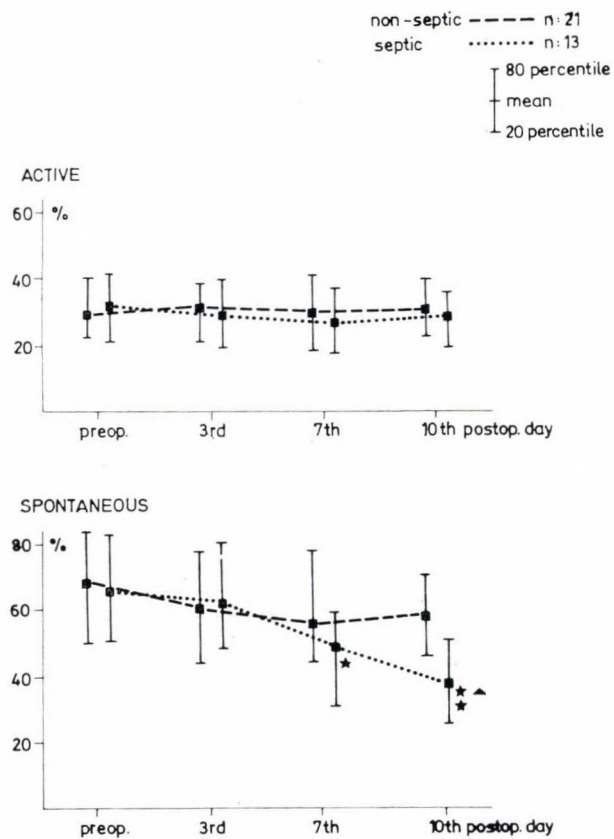 non-septic n:21
septic n:13
80 percentile
mean
20 percentile
ACTIVE
60 %
40
20
preop. 3rd 7th 10th postop. day
SPONTANEOUS
80 %
60
40
20
preop. 3rd 7th 10th postop. day